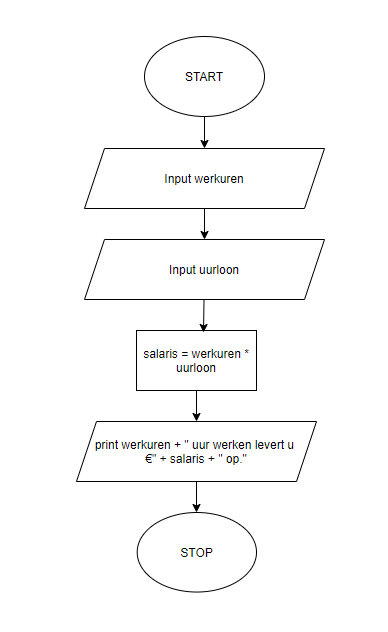 START
Input werkuren
Input uurloon
salaris = werkuren *
uurloon
print werkuren + " uur werken levert u
€" + salaris + " op."
STOP